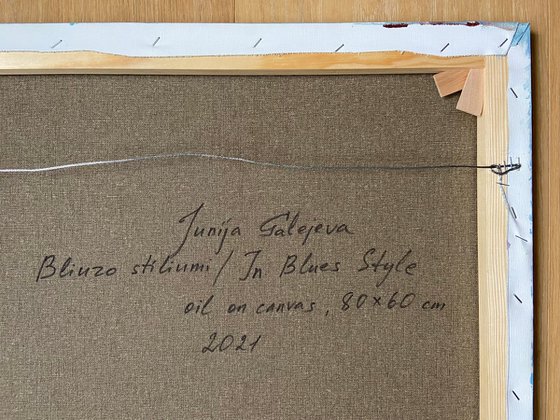 Junija Galejeva
Bliuzo stiliumi / In Blues Style
oil on canvas, 80×60 cm
2021